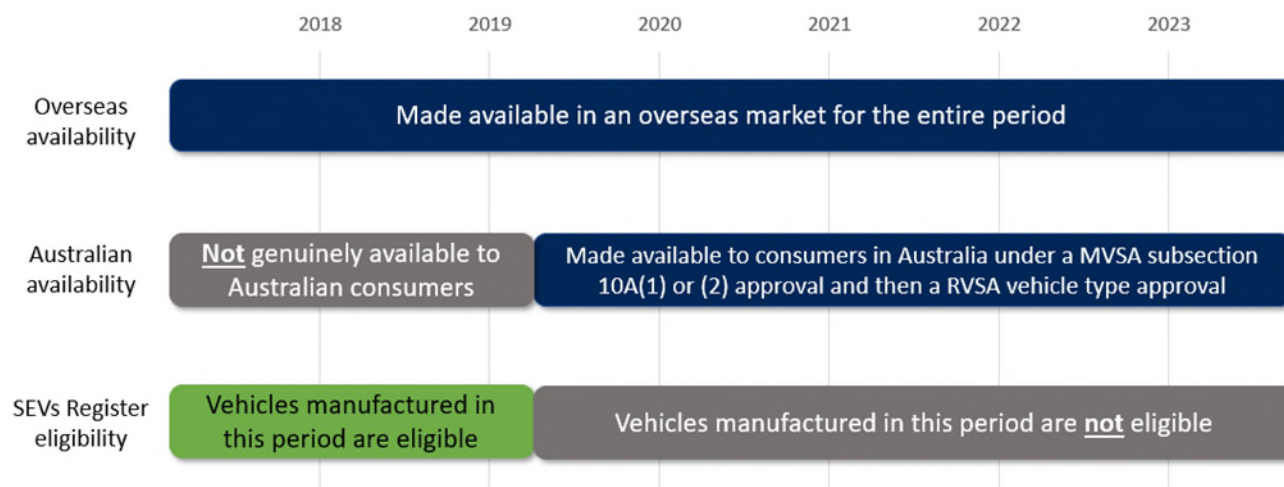 2018 2019 2020 2021 2022 2023
Overseas
availability
Made available in an overseas market for the entire period
Australian
availability
Not genuinely available to
Australian consumers
Made available to consumers in Australia under a MVSA subsection
10A(1) or (2) approval and then a RVSA vehicle type approval
SEVs Register
eligibility
Vehicles manufactured in
this period are eligible
Vehicles manufactured in this period are not eligible